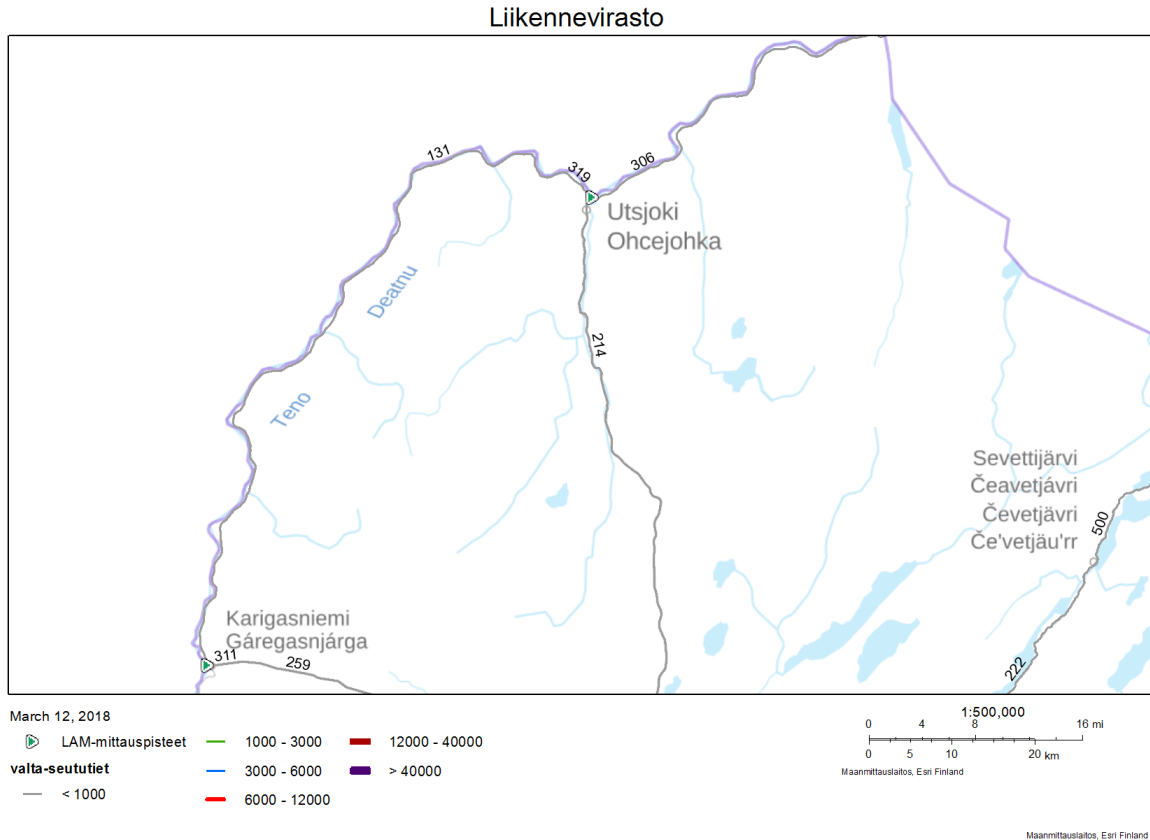 Liikennevirasto
131
319
306
Utsjoki
Ohcejohka
Deatnu
214
Teno
Sevettijärvi
Čeavetjávri
Čevetjävri
Če'vetjäu'rr
500
Karigasniemi
Gáregasnjárga
311
259
222
March 12, 2018
LAM-mittauspisteet
valta-seututiet
< 1000
1000 - 3000
3000 - 6000
6000 - 12000
12000 - 40000
> 40000
1:500,000
0 4 8 16 mi
0 5 10 20 km
Maanmittauslaitos, Esri Finland
Maanmittauslaitos, Esri Finland